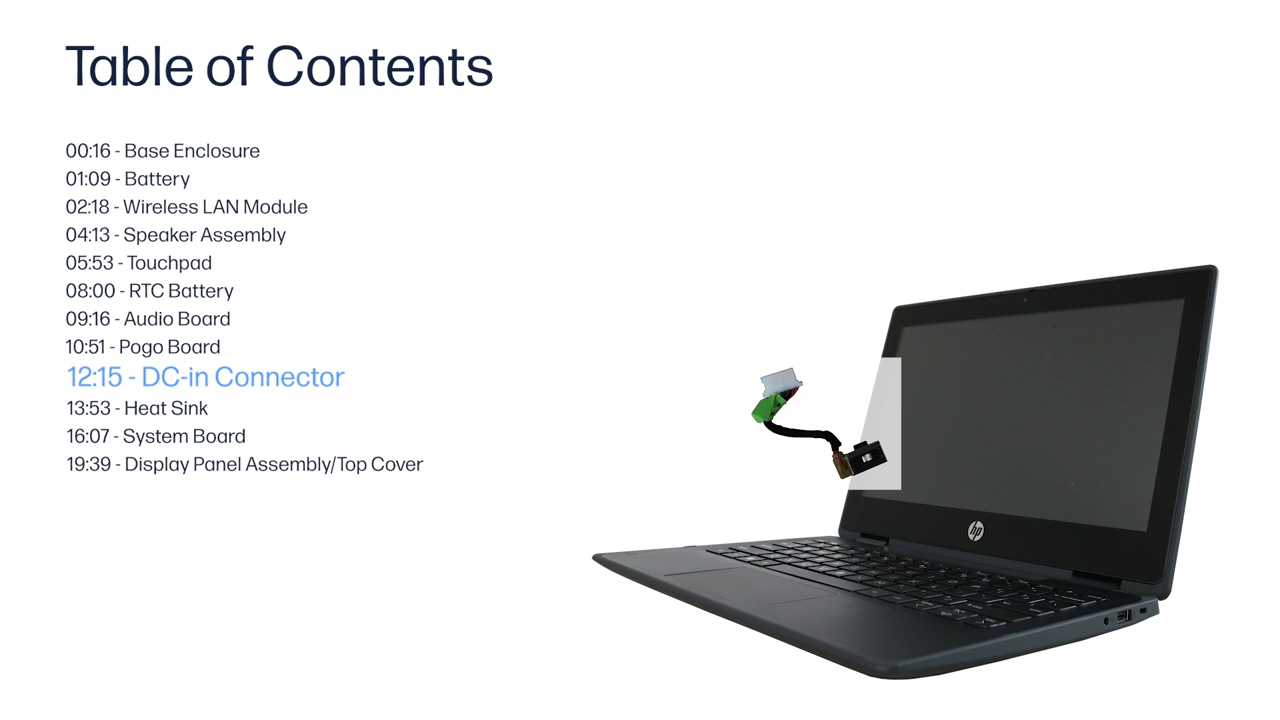 Table of Contents
00:16 - Base Enclosure
01:09 - Battery
02:18 - Wireless LAN Module
04:13 - Speaker Assembly
05:53 - Touchpad
08:00 - RTC Battery
09:16 - Audio Board
10:51 - Pogo Board
12:15 - DC-in Connector
13:53 - Heat Sink
16:07 - System Board
19:39 - Display Panel Assembly/Top Cover
hp